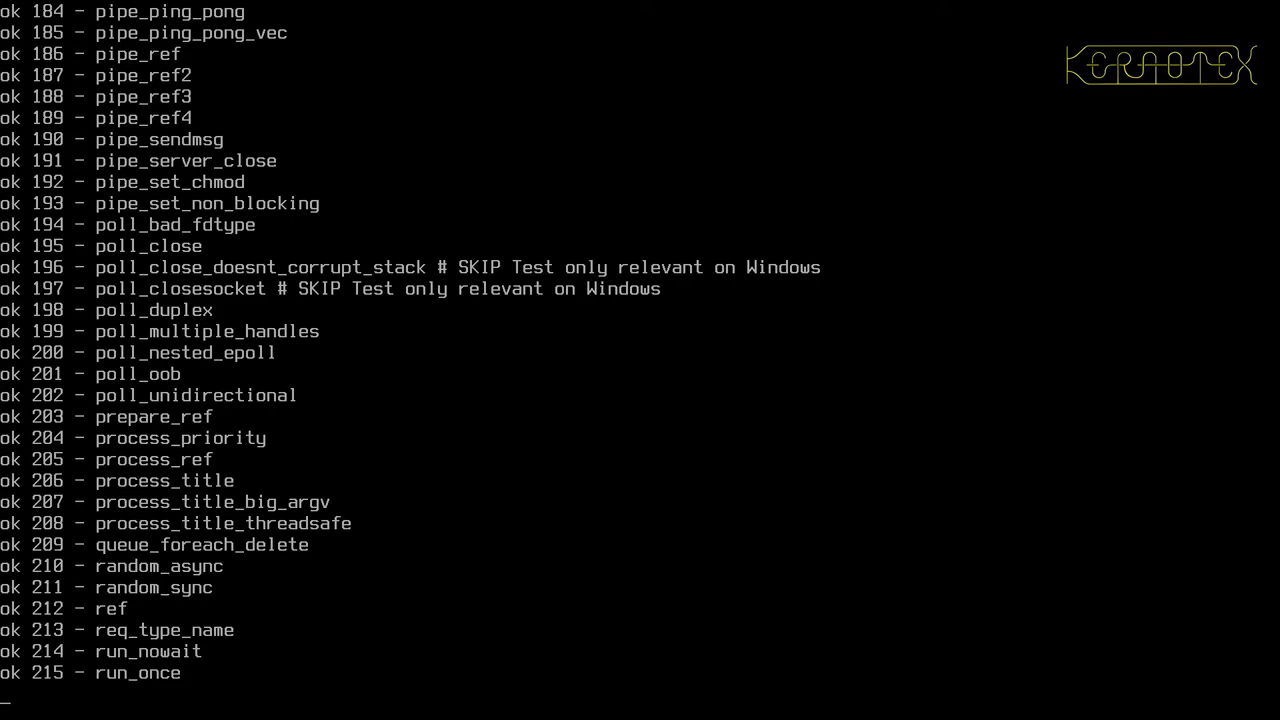 ok 184 - pipe_ping_pong
ok 185 - pipe_ping_pong_vec
ok 186 - pipe_ref
ok 187 - pipe_ref2
ok 188 - pipe_ref3
ok 189 - pipe_ref4
ok 190 - pipe_sendmsg
ok 191 - pipe_server_close
ok 192 - pipe_set_chmod
ok 193 - pipe_set_non_blocking
ok 194 - poll_bad_fdtype
ok 195 - poll_close
ok 196 - poll_close_doesnt_corrupt_stack # SKIP Test only relevant on Windows
ok 197 - poll_closesocket # SKIP Test only relevant on Windows
ok 198 - poll_duplex
ok 199 - poll_multiple_handles
ok 200 - poll_nested_epoll
ok 201 - poll_oob
ok 202 - poll_unidirectional
ok 203 - prepare_ref
ok 204 - process_priority
ok 205 - process_ref
ok 206 - process_title
ok 207 - process_title_big_argv
ok 208 - process_title_threadsafe
ok 209 - queue_foreach_delete
ok 210 - random_async
ok 211 - random_sync
ok 212 - ref
ok 213 - req_type_name
ok 214 - run_nowait
ok 215 - run_once
_